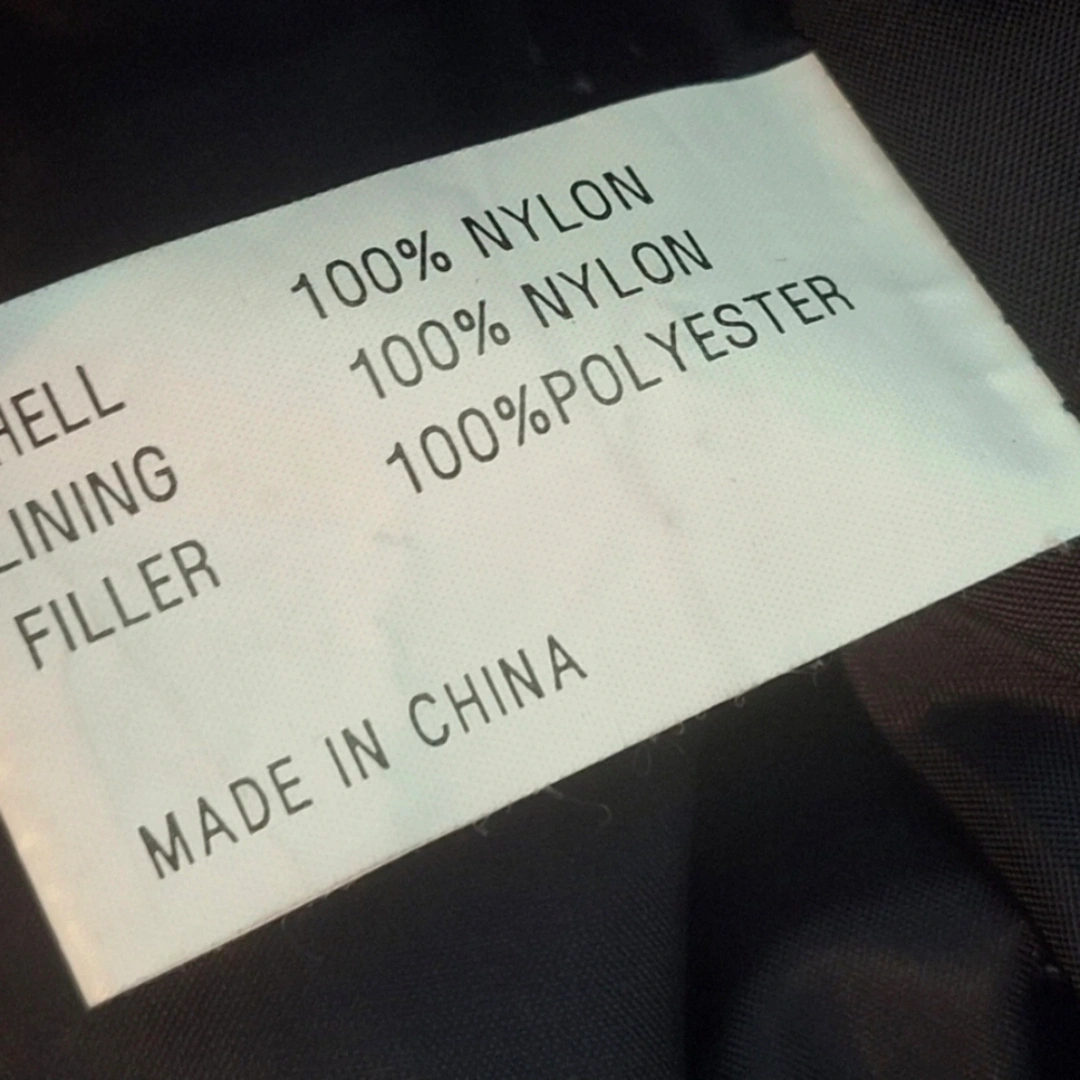 HELL 100% NYLON
LINING 100% NYLON
FILLER 100%POLYESTER
MADE IN CHINA